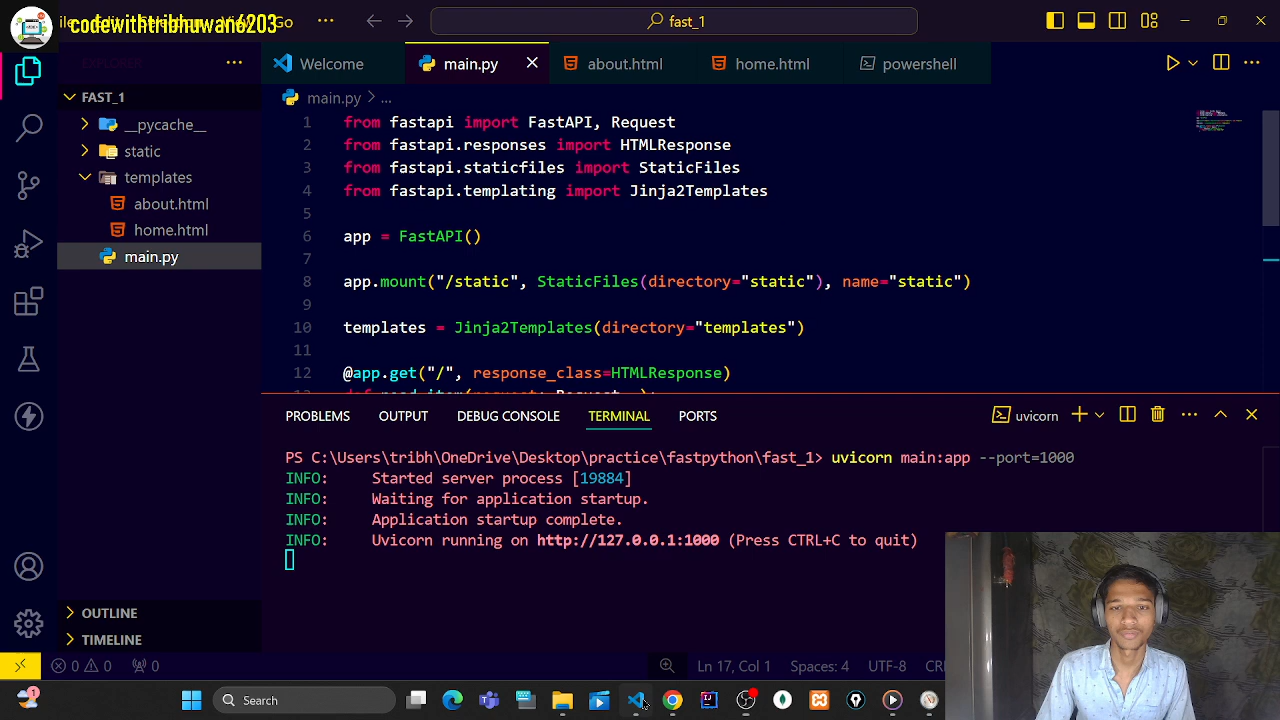 codewithtribhuwan6203
Go
fast_1
EXPLORER
Welcome
main.py
about.html
home.html
powershell
FAST_1
main.py > ...
__pycache__
static
templates
about.html
home.html
main.py
1 from fastapi import FastAPI, Request
2 from fastapi.responses import HTMLResponse
3 from fastapi.staticfiles import StaticFiles
4 from fastapi.templating import Jinja2Templates
5
6 app = FastAPI()
7
8 app.mount("/static", StaticFiles(directory="static"), name="static")
9
10 templates = Jinja2Templates(directory="templates")
11
12 @app.get("/", response_class=HTMLResponse)
PROBLEMS OUTPUT DEBUG CONSOLE TERMINAL PORTS
uvicorn
PS C:\Users\tribh\OneDrive\Desktop\practice\fastpython\fast_1> uvicorn main:app --port=1000
INFO: Started server process [19884]
INFO: Waiting for application startup.
INFO: Application startup complete.
INFO: Uvicorn running on http://127.0.0.1:1000 (Press CTRL+C to quit)
OUTLINE
TIMELINE
0 0 0
Ln 17, Col 1 Spaces: 4 UTF-8
1
Search